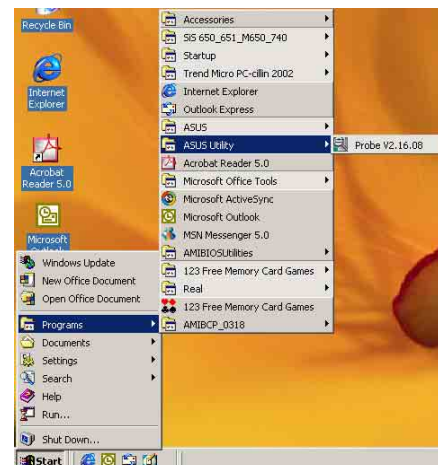 Recycle Bin
Internet
Explorer
Acrobat
Reader 5.0
Microsoft
Outlook
Accessories
SiS 650_651_M650_740
Startup
Trend Micro PC-cillin 2002
Internet Explorer
Outlook Express
ASUS
ASUS Utility
Probe V2.16.08
Acrobat Reader 5.0
Microsoft Office Tools
Microsoft ActiveSync
Microsoft Outlook
MSN Messenger 5.0
AMIBIOSUtilities
123 Free Memory Card Games
Real
123 Free Memory Card Games
AMIBCP_0318
Windows Update
New Office Document
Open Office Document
Programs
Documents
Settings
Search
Help
Run...
Shut Down...
Start